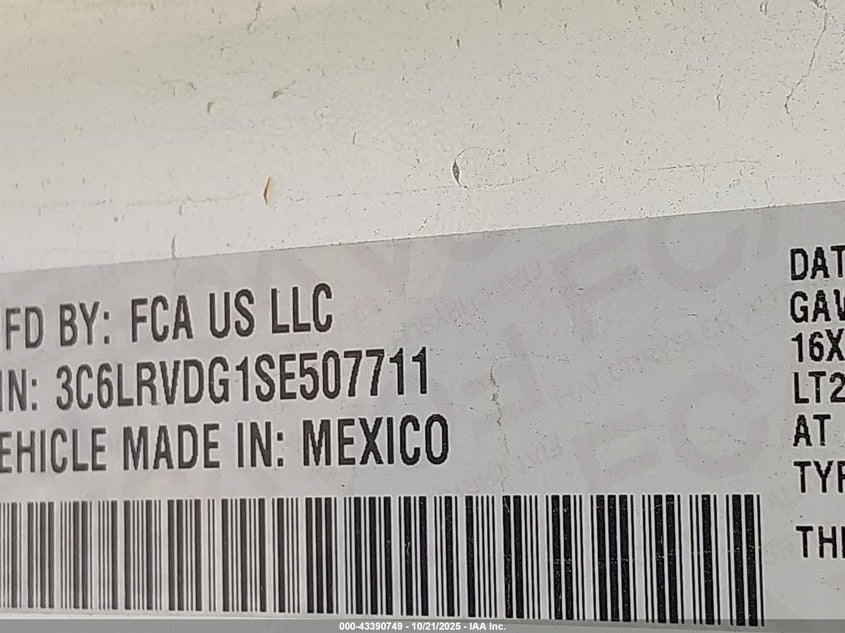 FD BY: FCA US LLC
IN: 3C6LRVDG1SE507711
EHICLE MADE IN: MEXICO
DAT
GAV
16X
LT2
AT
TYP
THI
000-43390749 - 10/21/2025 - IAA Inc.